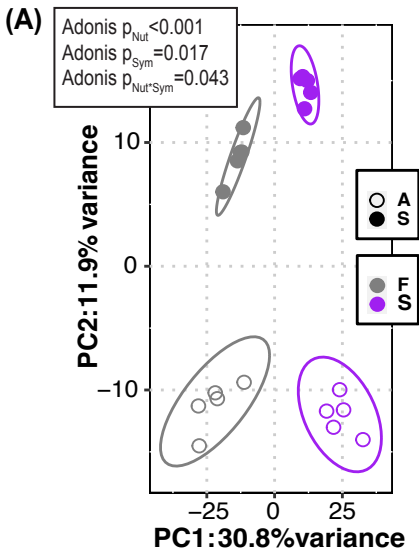 (A)
Adonis pNut<0.001
Adonis pSym=0.017
Adonis pNut*Sym=0.043
PC2:11.9% variance
10
0
−10
A
S
F
S
−25
0
25
PC1:30.8%variance